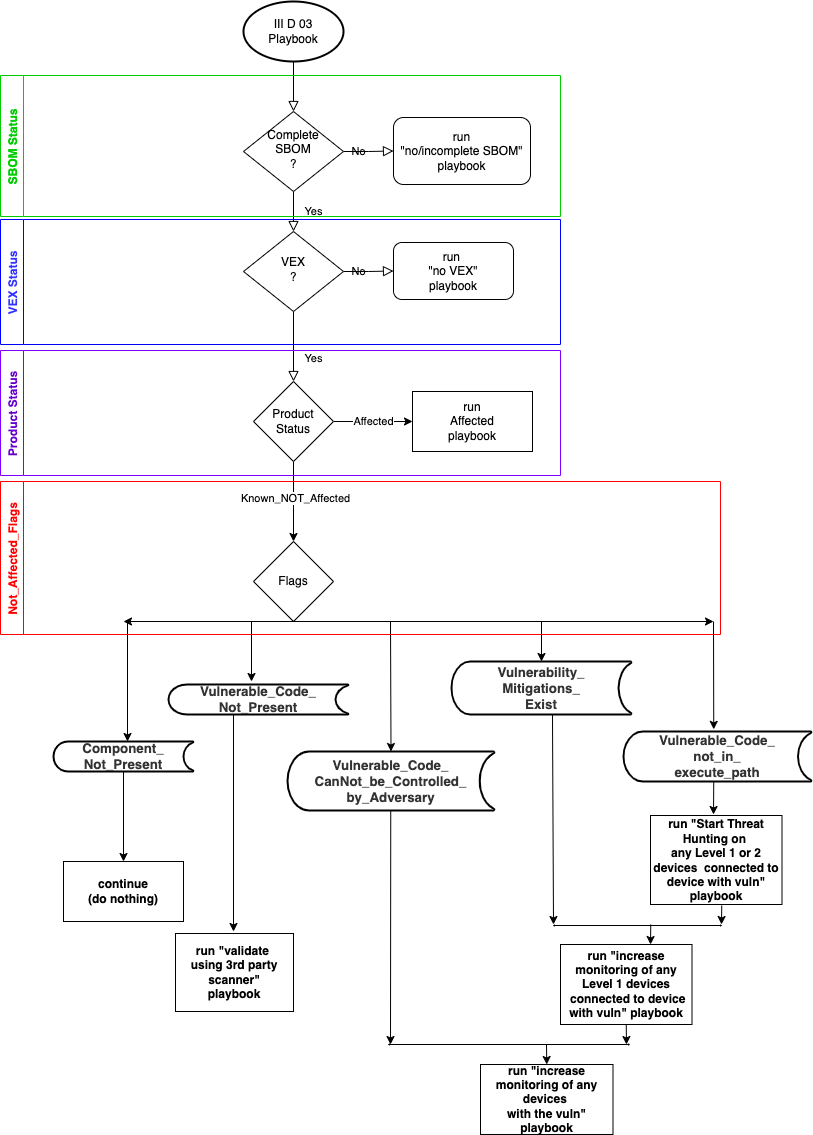 III D 03
Playbook
SBOM Status
Complete
SBOM
?
No
run
"no/incomplete SBOM"
playbook
Yes
VEX Status
VEX
?
No
run
"no VEX"
playbook
Yes
Product Status
Product
Status
Affected
run
Affected
playbook
Known_NOT_Affected
Not_Affected_Flags
Flags
Component_
Not_Present
Vulnerable_Code_
Not_Present
Vulnerable_Code_
CanNot_be_Controlled_
by_Adversary
Vulnerability_
Mitigations_
Exist
Vulnerable_Code_
not_in_
execute_path
continue
(do nothing)
run "validate
using 3rd party
scanner"
playbook
run "Start Threat
Hunting on
any Level 1 or 2
devices connected to
device with vuln"
playbook
run "increase
monitoring of any
Level 1 devices
connected to device
with vuln" playbook
run "increase
monitoring of any
devices
with the vuln"
playbook